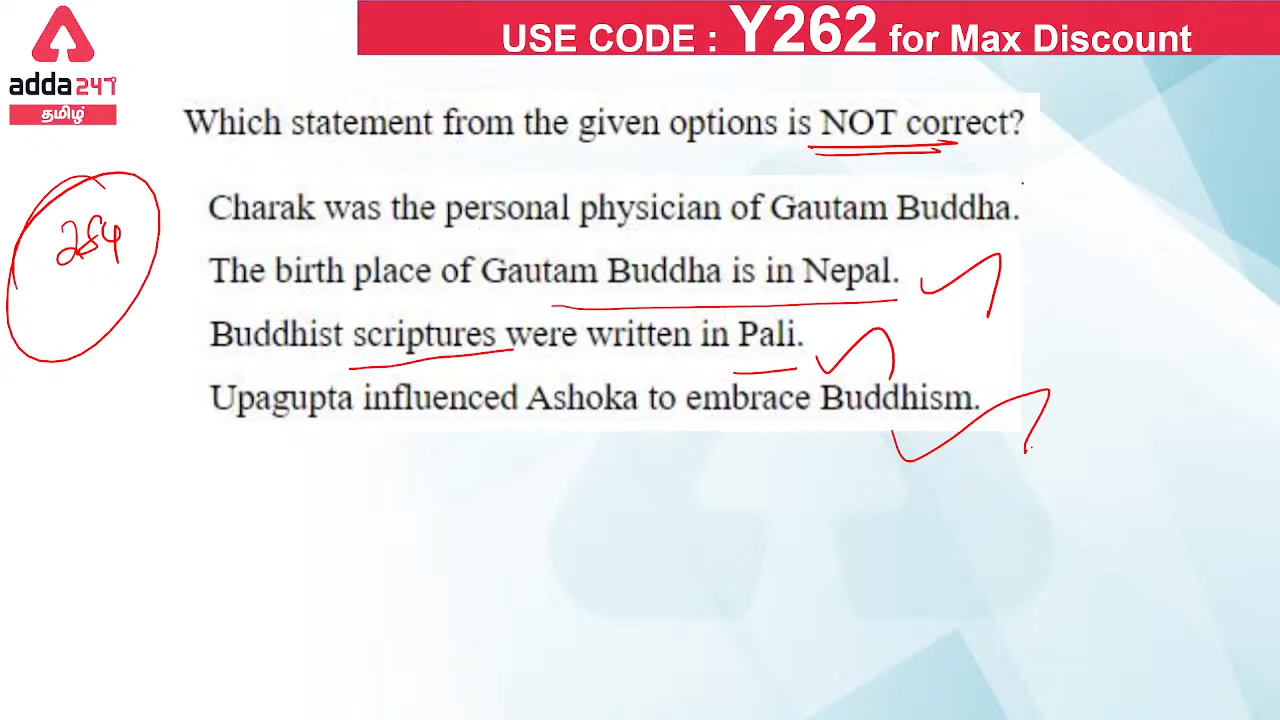 USE CODE : Y262 for Max Discount
adda247
தமிழ்
Which statement from the given options is NOT correct?
Charak was the personal physician of Gautam Buddha.
The birth place of Gautam Buddha is in Nepal.
Buddhist scriptures were written in Pali.
Upagupta influenced Ashoka to embrace Buddhism.